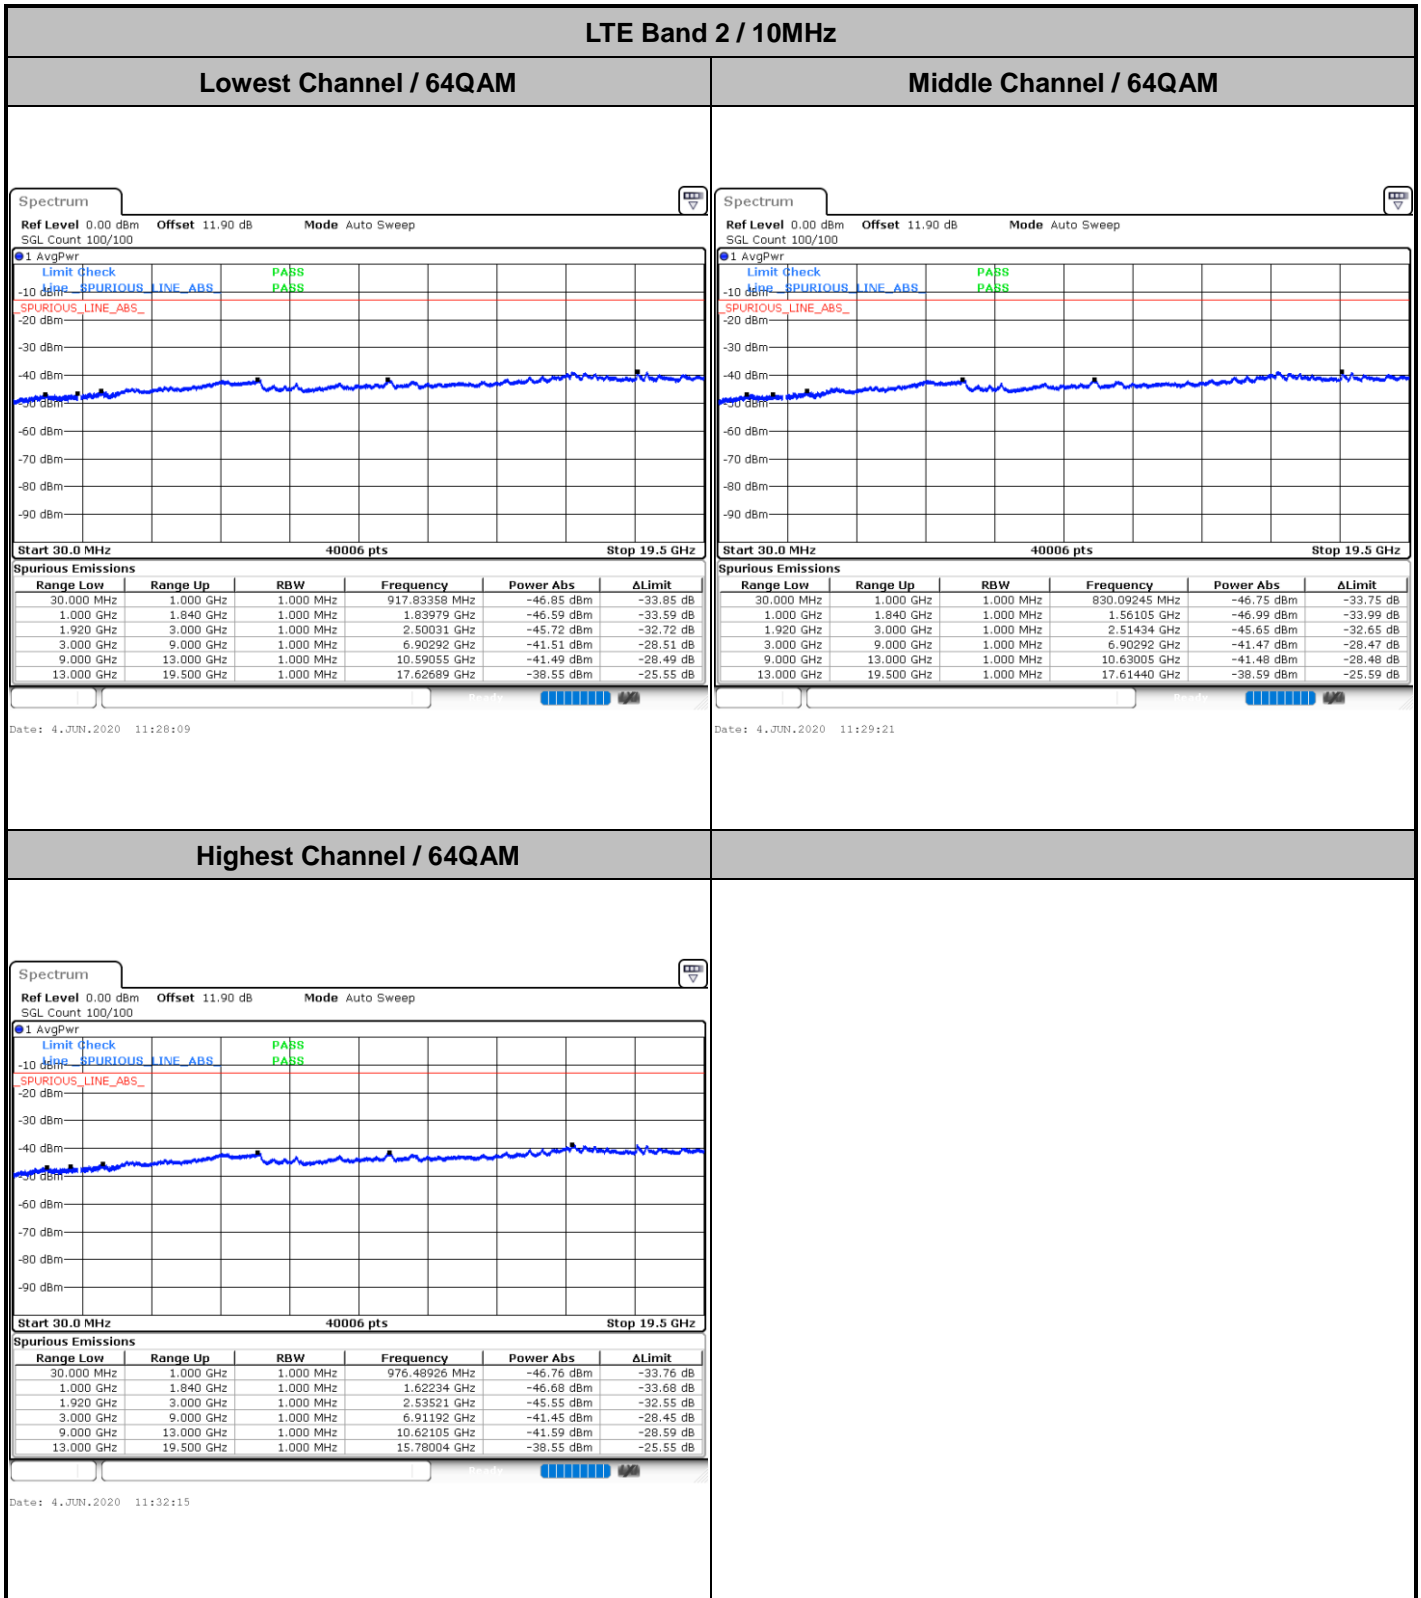 LTE Band 2 / 10MHz
Lowest Channel / 64QAM
Middle Channel / 64QAM
Spectrum
Ref Level 0.00 dBm Offset 11.90 dB Mode Auto Sweep
SGL Count 100/100
1 AvgPwr
Limit Check PASS
Line _SPURIOUS_LINE_ABS_ PASS
-10 dBm
_SPURIOUS_LINE_ABS_
-20 dBm
-30 dBm
-40 dBm
-50 dBm
-60 dBm
-70 dBm
-80 dBm
-90 dBm
Start 30.0 MHz 40006 pts Stop 19.5 GHz
Spurious Emissions
Range Low Range Up RBW Frequency Power Abs ΔLimit
30.000 MHz 1.000 GHz 1.000 MHz 917.83358 MHz -46.85 dBm -33.85 dB
1.000 GHz 1.840 GHz 1.000 MHz 1.83979 GHz -46.59 dBm -33.59 dB
1.920 GHz 3.000 GHz 1.000 MHz 2.50031 GHz -45.72 dBm -32.72 dB
3.000 GHz 9.000 GHz 1.000 MHz 6.90292 GHz -41.51 dBm -28.51 dB
9.000 GHz 13.000 GHz 1.000 MHz 10.59055 GHz -41.49 dBm -28.49 dB
13.000 GHz 19.500 GHz 1.000 MHz 17.62689 GHz -38.55 dBm -25.55 dB
Date: 4.JUN.2020 11:28:09
Spectrum
Ref Level 0.00 dBm Offset 11.90 dB Mode Auto Sweep
SGL Count 100/100
1 AvgPwr
Limit Check PASS
Line _SPURIOUS_LINE_ABS_ PASS
-10 dBm
_SPURIOUS_LINE_ABS_
-20 dBm
-30 dBm
-40 dBm
-50 dBm
-60 dBm
-70 dBm
-80 dBm
-90 dBm
Start 30.0 MHz 40006 pts Stop 19.5 GHz
Spurious Emissions
Range Low Range Up RBW Frequency Power Abs ΔLimit
30.000 MHz 1.000 GHz 1.000 MHz 830.09245 MHz -46.75 dBm -33.75 dB
1.000 GHz 1.840 GHz 1.000 MHz 1.56105 GHz -46.99 dBm -33.99 dB
1.920 GHz 3.000 GHz 1.000 MHz 2.51434 GHz -45.65 dBm -32.65 dB
3.000 GHz 9.000 GHz 1.000 MHz 6.90292 GHz -41.47 dBm -28.47 dB
9.000 GHz 13.000 GHz 1.000 MHz 10.63005 GHz -41.48 dBm -28.48 dB
13.000 GHz 19.500 GHz 1.000 MHz 17.61440 GHz -38.59 dBm -25.59 dB
Ready
Date: 4.JUN.2020 11:29:21
Highest Channel / 64QAM
Spectrum
Ref Level 0.00 dBm Offset 11.90 dB Mode Auto Sweep
SGL Count 100/100
1 AvgPwr
Limit Check PASS
Line _SPURIOUS_LINE_ABS_ PASS
-10 dBm
_SPURIOUS_LINE_ABS_
-20 dBm
-30 dBm
-40 dBm
-50 dBm
-60 dBm
-70 dBm
-80 dBm
-90 dBm
Start 30.0 MHz 40006 pts Stop 19.5 GHz
Spurious Emissions
Range Low Range Up RBW Frequency Power Abs ΔLimit
30.000 MHz 1.000 GHz 1.000 MHz 976.48926 MHz -46.76 dBm -33.76 dB
1.000 GHz 1.840 GHz 1.000 MHz 1.62234 GHz -46.68 dBm -33.68 dB
1.920 GHz 3.000 GHz 1.000 MHz 2.53521 GHz -45.55 dBm -32.55 dB
3.000 GHz 9.000 GHz 1.000 MHz 6.91192 GHz -41.45 dBm -28.45 dB
9.000 GHz 13.000 GHz 1.000 MHz 10.62105 GHz -41.59 dBm -28.59 dB
13.000 GHz 19.500 GHz 1.000 MHz 15.78004 GHz -38.55 dBm -25.55 dB
Ready
Date: 4.JUN.2020 11:32:15